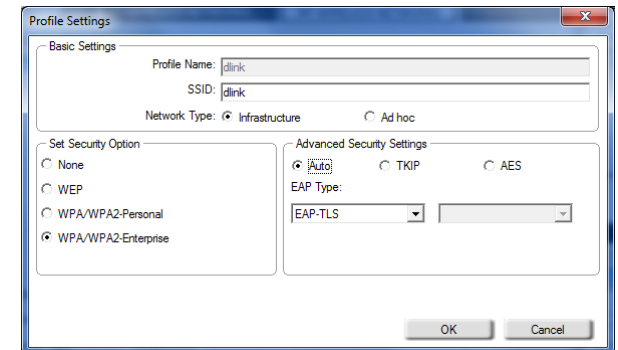 Profile Settings
Basic Settings
Profile Name: dlink
SSID: dlink
Network Type: Infrastructure Ad hoc
Set Security Option
None
WEP
WPA/WPA2-Personal
WPA/WPA2-Enterprise
Advanced Security Settings
Auto TKIP AES
EAP Type:
EAP-TLS
OK Cancel